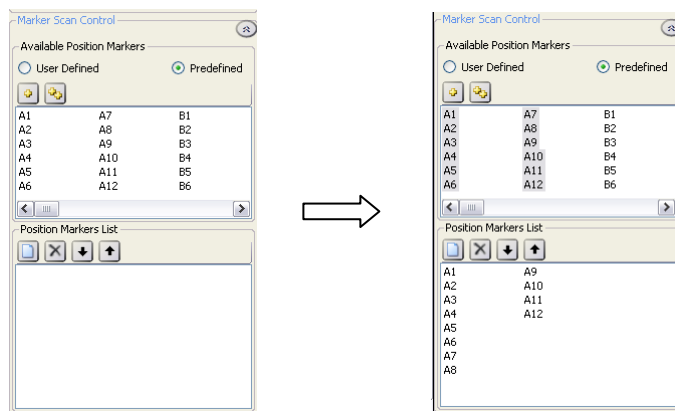 Marker Scan Control
Available Position Markers
User Defined Predefined
A1 A7 B1
A2 A8 B2
A3 A9 B3
A4 A10 B4
A5 A11 B5
A6 A12 B6
Position Markers List
Marker Scan Control
Available Position Markers
User Defined Predefined
A1 A7 B1
A2 A8 B2
A3 A9 B3
A4 A10 B4
A5 A11 B5
A6 A12 B6
Position Markers List
A1 A9
A2 A10
A3 A11
A4 A12
A5
A6
A7
A8